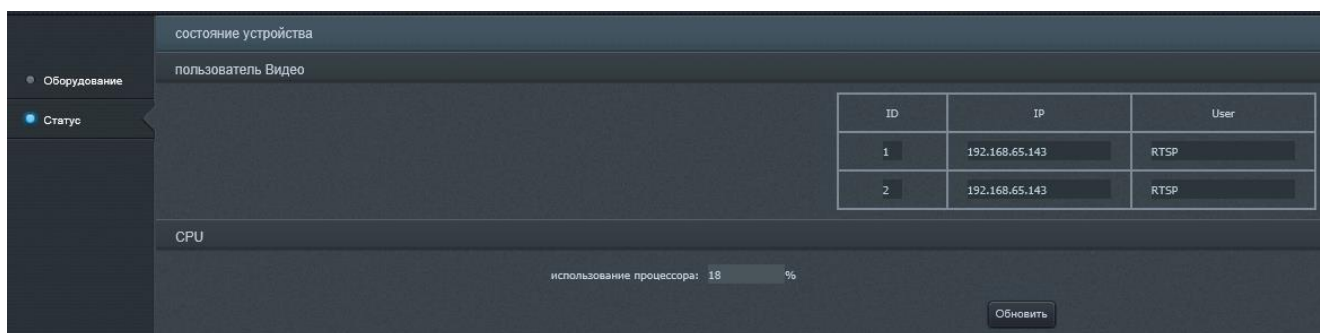 состояние устройства
пользователь Видео
Оборудование
Статус
ID IP User
1 192.168.65.143 RTSP
2 192.168.65.143 RTSP
CPU
использование процессора: 18 %
Обновить